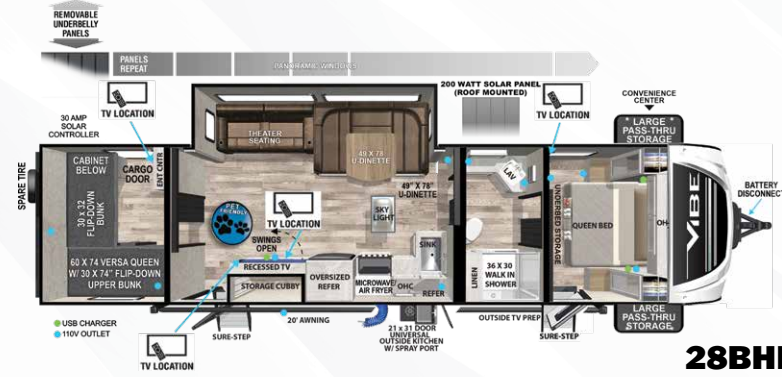 REMOVABLE
UNDERBELLY
PANELS
PANELS
REPEAT
PANORAMIC WINDOWS
TV LOCATION
30 AMP
SOLAR
CONTROLLER
200 WATT SOLAR PANEL
(ROOF MOUNTED)
TV LOCATION
CONVENIENCE
CENTER
* LARGE *
PASS-THRU
STORAGE
SPARE TIRE
CABINET
BELOW
CARGO
DOOR
ENT CNTR
30 X 32
FLIP-DOWN
BUNK
60 X 74 VERSA QUEEN
W/ 30 X 74" FLIP-DOWN
UPPER BUNK
THEATER
SEATING
49 X 78
U-DINETTE
49" X 78"
U-DINETTE
PET
FRIENDLY
TV LOCATION
SWINGS
OPEN
RECESSED TV
STORAGE CUBBY
OVERSIZED
REFER
SKY
LIGHT
SINK
MICROWAVE/
AIR FRYER
OHC
REFER
LAV
LINEN
36 X 30
WALK IN
SHOWER
UNDERBED STORAGE
QUEEN BED
OH
VIBE
BATTERY
DISCONNECT
LARGE
PASS-THRU
STORAGE
USB CHARGER
110V OUTLET
TV LOCATION
SURE-STEP
20' AWNING
21 x 31 DOOR
UNIVERSAL
OUTSIDE KITCHEN
W/ SPRAY PORT
OUTSIDE TV PREP
SURE-STEP
28BH